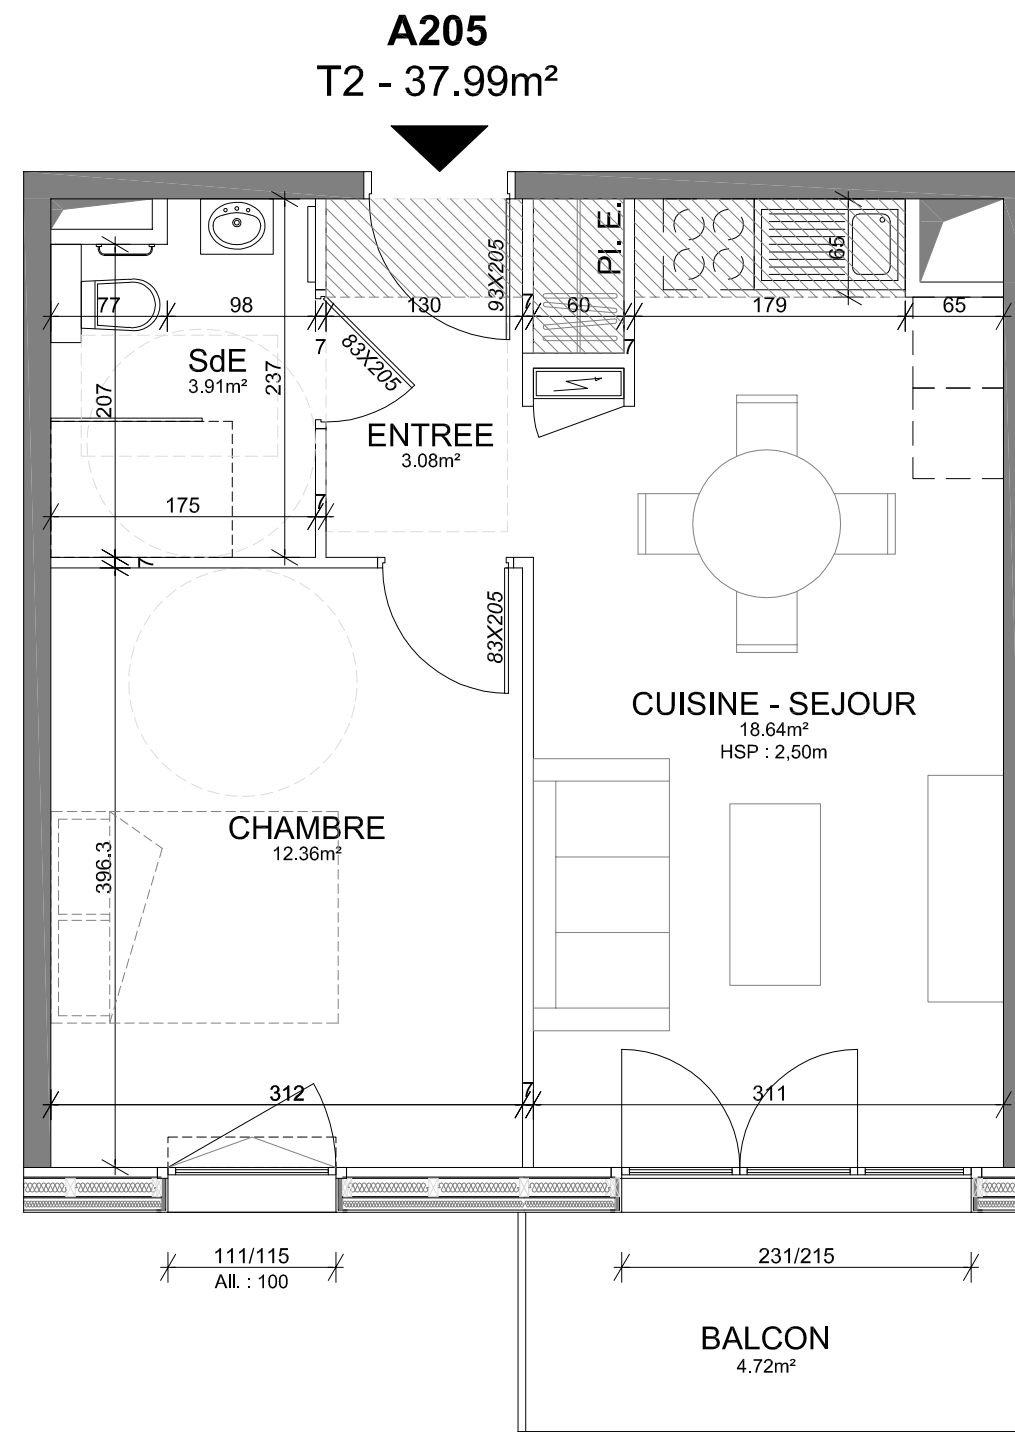 A205
T2 - 37.99m²
93X205
Pl. E.
65
77
98
130
7
60
179
65
7
7
83X205
SdE
3.91m²
237
207
ENTREE
3.08m²
175
7
7
83X205
CUISINE - SEJOUR
18.64m²
HSP : 2,50m
CHAMBRE
12.36m²
396.3
312
7
311
111/115
All. : 100
231/215
BALCON
4.72m²